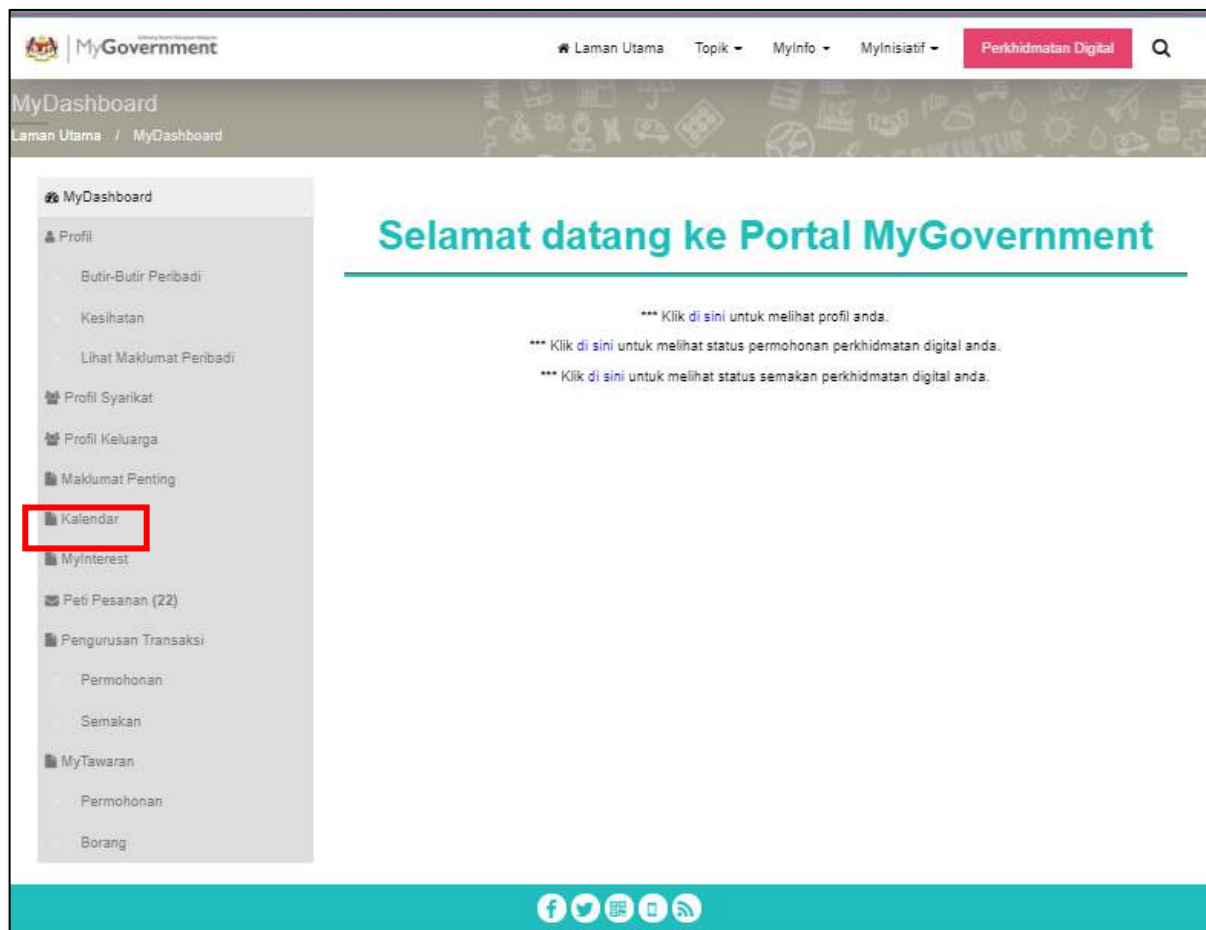 MyGovernment
Laman Utama Topik MyInfo MyInisiatif Perkhidmatan Digital
MyDashboard
Laman Utama / MyDashboard
MyDashboard
Profil
Butir-Butir Peribadi
Kesihatan
Lihat Maklumat Peribadi
Profil Syarikat
Profil Keluarga
Maklumat Penting
Kalendar
MyInterest
Peti Pesanan (22)
Pengurusan Transaksi
Permohonan
Semakan
MyTawaran
Permohonan
Borang
Selamat datang ke Portal MyGovernment
*** Klik di sini untuk melihat profil anda.
*** Klik di sini untuk melihat status permohonan perkhidmatan digital anda.
*** Klik di sini untuk melihat status semakan perkhidmatan digital anda.